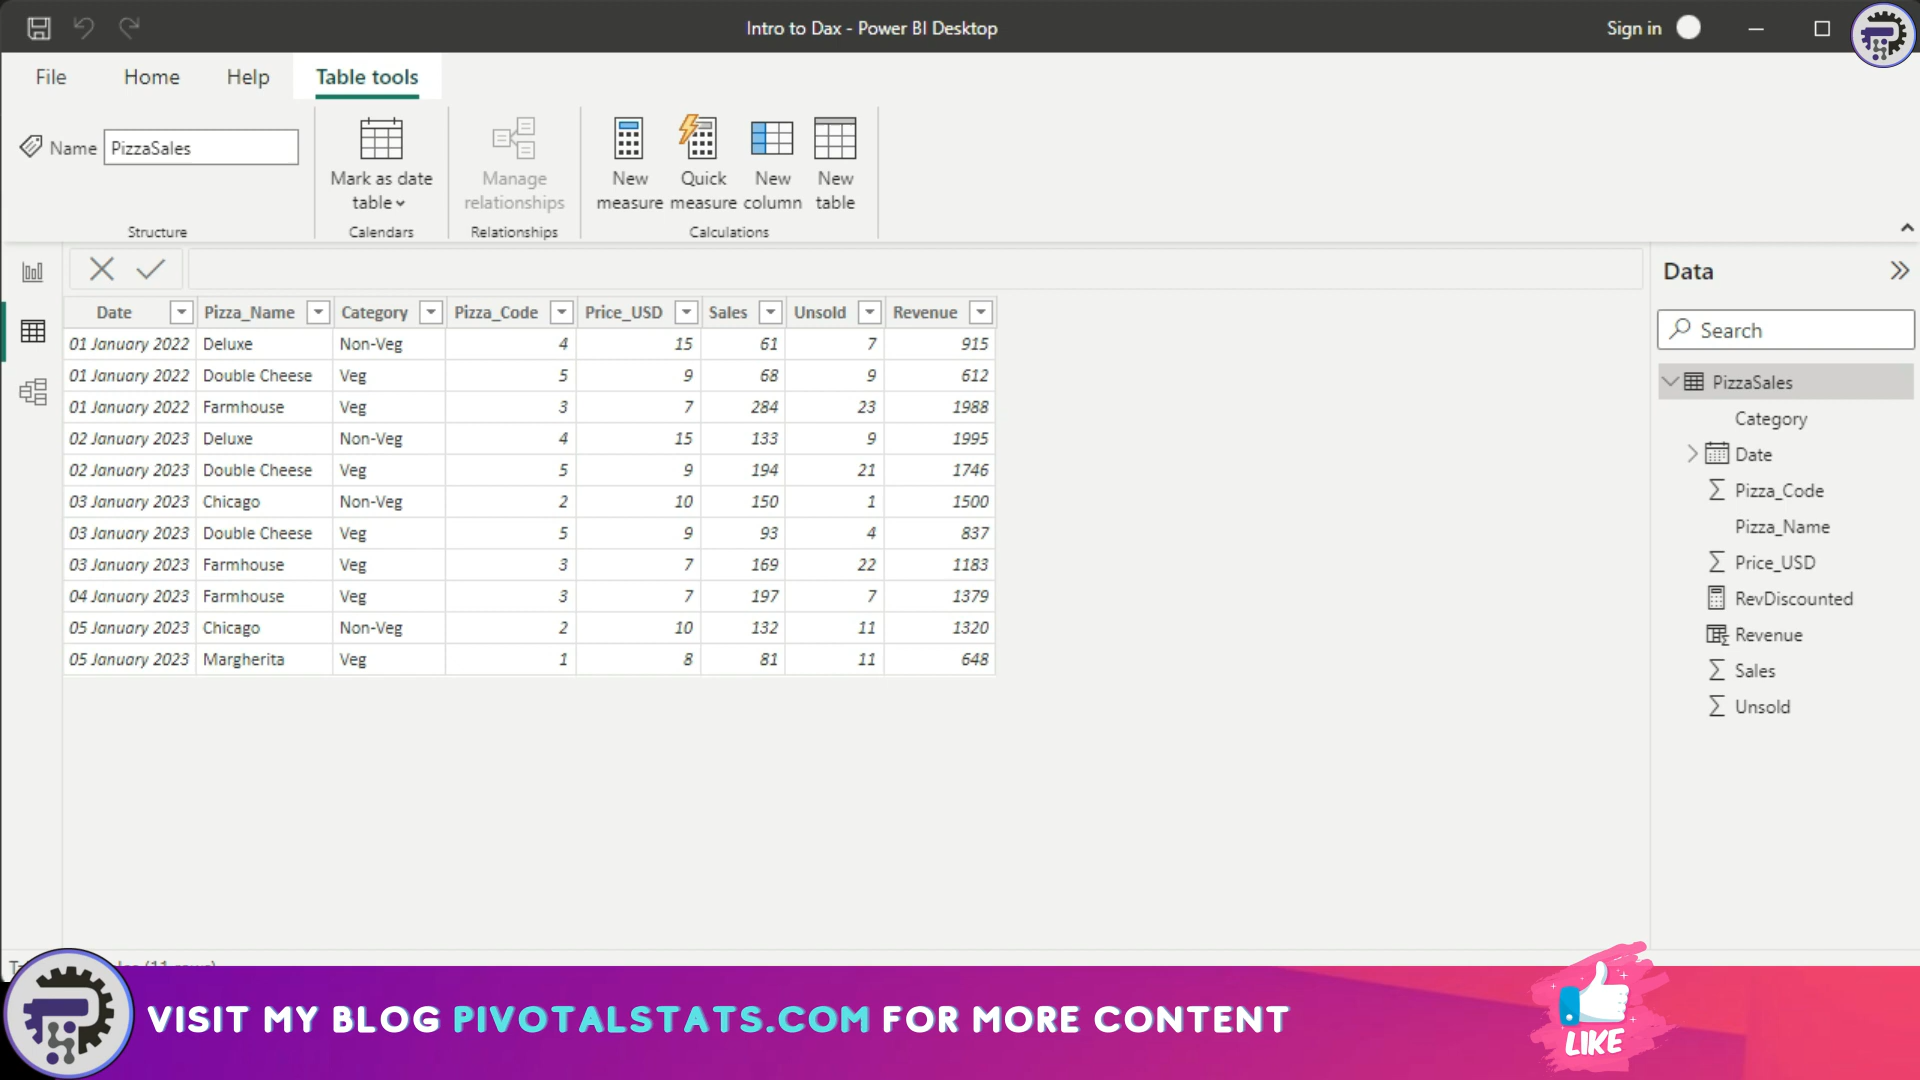 Intro to Dax - Power BI Desktop
Sign in
File Home Help Table tools
Name PizzaSales
Mark as date table
Manage relationships
New measure
Quick measure
New column
New table
Structure Calendars Relationships Calculations
Date Pizza_Name Category Pizza_Code Price_USD Sales Unsold Revenue
01 January 2022 Deluxe Non-Veg 4 15 61 7 915
01 January 2022 Double Cheese Veg 5 9 68 9 612
01 January 2022 Farmhouse Veg 3 7 284 23 1988
02 January 2023 Deluxe Non-Veg 4 15 133 9 1995
02 January 2023 Double Cheese Veg 5 9 194 21 1746
03 January 2023 Chicago Non-Veg 2 10 150 1 1500
03 January 2023 Double Cheese Veg 5 9 93 4 837
03 January 2023 Farmhouse Veg 3 7 169 22 1183
04 January 2023 Farmhouse Veg 3 7 197 7 1379
05 January 2023 Chicago Non-Veg 2 10 132 11 1320
05 January 2023 Margherita Veg 1 8 81 11 648
Data
Search
PizzaSales
Category
Date
Pizza_Code
Pizza_Name
Price_USD
RevDiscounted
Revenue
Sales
Unsold
VISIT MY BLOG PIVOTALSTATS.COM FOR MORE CONTENT
LIKE